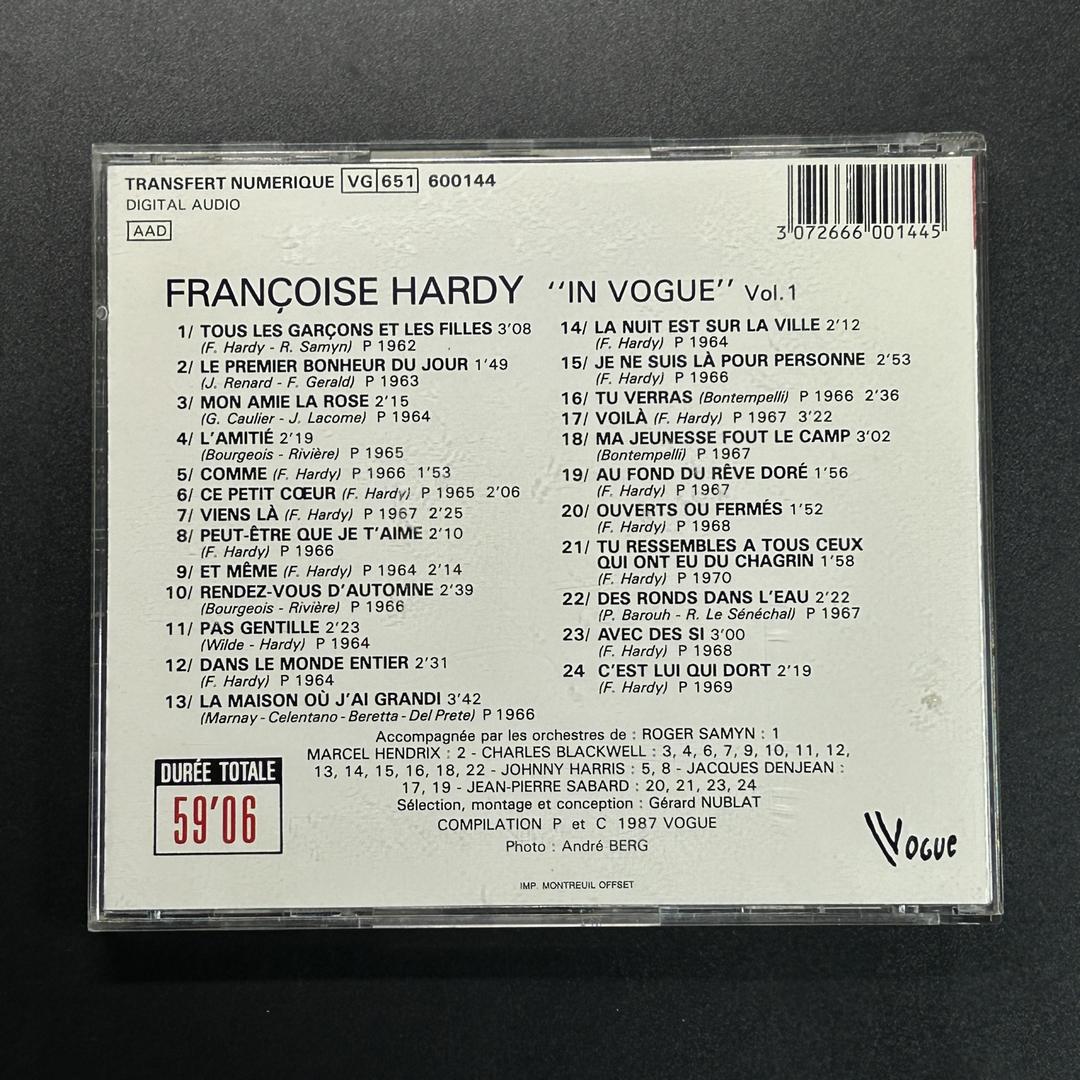 TRANSFERT NUMERIQUE VG 651 600144
DIGITAL AUDIO
AAD
3 072666 001445
FRANÇOISE HARDY ‘‘IN VOGUE’’ Vol.1
1/ TOUS LES GARÇONS ET LES FILLES 3'08
(F. Hardy - R. Samyn) P 1962
2/ LE PREMIER BONHEUR DU JOUR 1'49
(J. Renard - F. Gerald) P 1963
3/ MON AMIE LA ROSE 2'15
(G. Caulier - J. Lacome) P 1964
4/ L'AMITIÉ 2'19
(Bourgeois - Rivière) P 1965
5/ COMME (F. Hardy) P 1966 1'53
6/ CE PETIT CŒUR (F. Hardy) P 1965 2'06
7/ VIENS LÀ (F. Hardy) P 1967 2'25
8/ PEUT-ÊTRE QUE JE T'AIME 2'10
(F. Hardy) P 1966
9/ ET MÊME (F. Hardy) P 1964 2'14
10/ RENDEZ-VOUS D'AUTOMNE 2'39
(Bourgeois - Rivière) P 1966
11/ PAS GENTILLE 2'23
(Wilde - Hardy) P 1964
12/ DANS LE MONDE ENTIER 2'31
(F. Hardy) P 1964
13/ LA MAISON OÙ J'AI GRANDI 3'42
(Marnay - Celentano - Beretta - Del Prete) P 1966
14/ LA NUIT EST SUR LA VILLE 2'12
(F. Hardy) P 1964
15/ JE NE SUIS LÀ POUR PERSONNE 2'53
(F. Hardy) P 1966
16/ TU VERRAS (Bontempelli) P 1966 2'36
17/ VOILÀ (F. Hardy) P 1967 3'22
18/ MA JEUNESSE FOUT LE CAMP 3'02
(Bontempelli) P 1967
19/ AU FOND DU RÊVE DORÉ 1'56
(F. Hardy) P 1967
20/ OUVERTS OU FERMÉS 1'52
(F. Hardy) P 1968
21/ TU RESSEMBLES A TOUS CEUX
QUI ONT EU DU CHAGRIN 1'58
(F. Hardy) P 1970
22/ DES RONDS DANS L'EAU 2'22
(P. Barouh - R. Le Sénéchal) P 1967
23/ AVEC DES SI 3'00
(F. Hardy) P 1968
24 C'EST LUI QUI DORT 2'19
(F. Hardy) P 1969
Accompagnée par les orchestres de : ROGER SAMYN : 1
MARCEL HENDRIX : 2 - CHARLES BLACKWELL : 3, 4, 6, 7, 9, 10, 11, 12,
13, 14, 15, 16, 18, 22 - JOHNNY HARRIS : 5, 8 - JACQUES DENJEAN :
17, 19 - JEAN-PIERRE SABARD : 20, 21, 23, 24
Sélection, montage et conception : Gérard NUBLAT
COMPILATION P et C 1987 VOGUE
Photo : André BERG
DURÉE TOTALE
59'06
VOGUE
IMP. MONTREUIL OFFSET